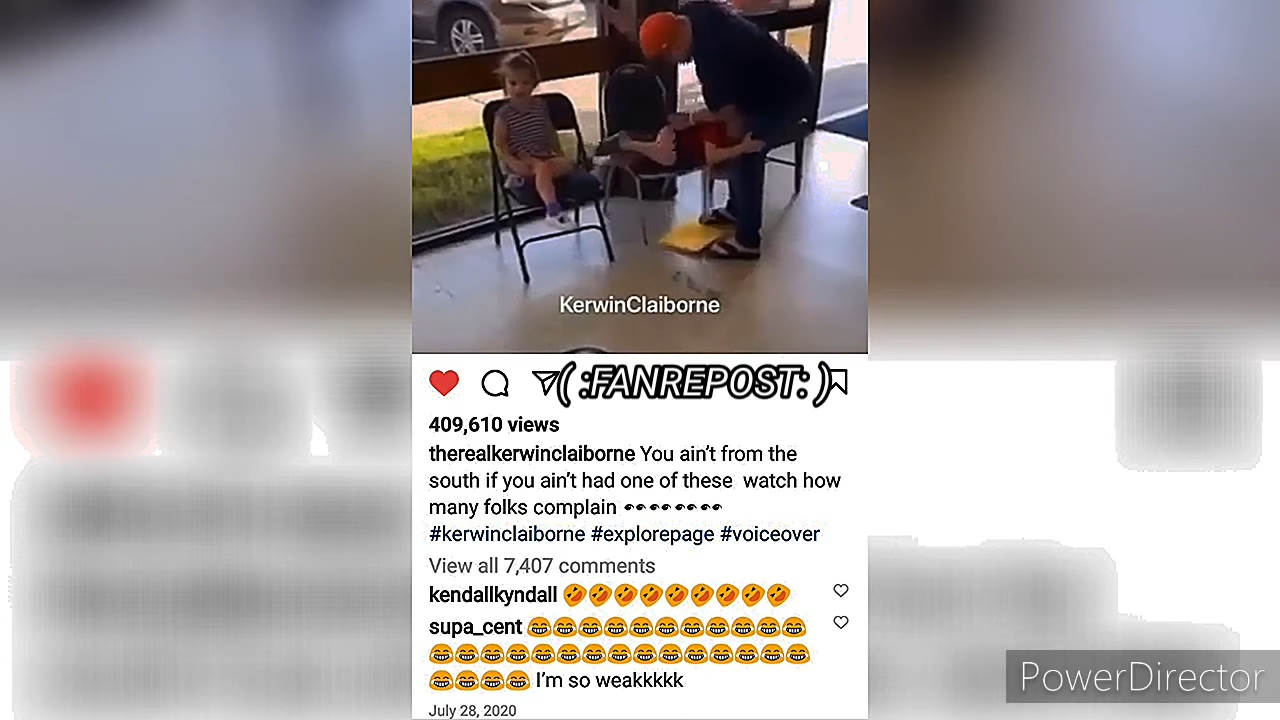 KerwinClaiborne
( :FANREPOST: )
409,610 views
therealkerwinclaiborne You ain't from the
south if you ain't had one of these watch how
many folks complain 👀👀👀👀
#kerwinclaiborne #explorepage #voiceover
View all 7,407 comments
kendallkyndall 🤣🤣🤣🤣🤣🤣🤣🤣🤣
supa_cent 😂😂😂😂😂😂😂😂😂😂😂
😂😂😂😂😂😂😂😂😂😂😂😂😂😂😂
😂😂😂😂 I'm so weakkkkk
July 28, 2020
PowerDirector